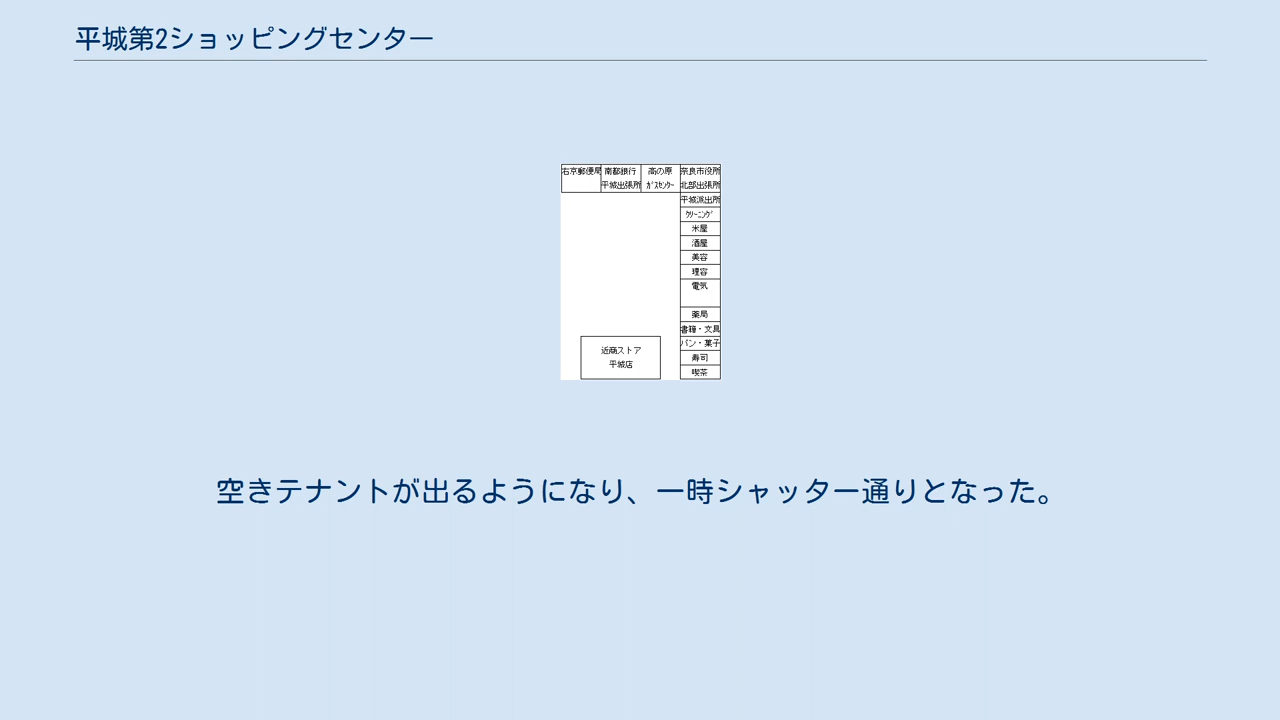 平城第2ショッピングセンター
右京郵便局
南都銀行
平城出張所
高の原
ガスセンター
奈良市役所
北部出張所
平城派出所
クリーニング
米屋
酒屋
美容
理容
電気
薬局
書籍・文具
パン・菓子
寿司
喫茶
近商ストア
平城店
空きテナントが出るようになり、一時シャッター通りとなった。